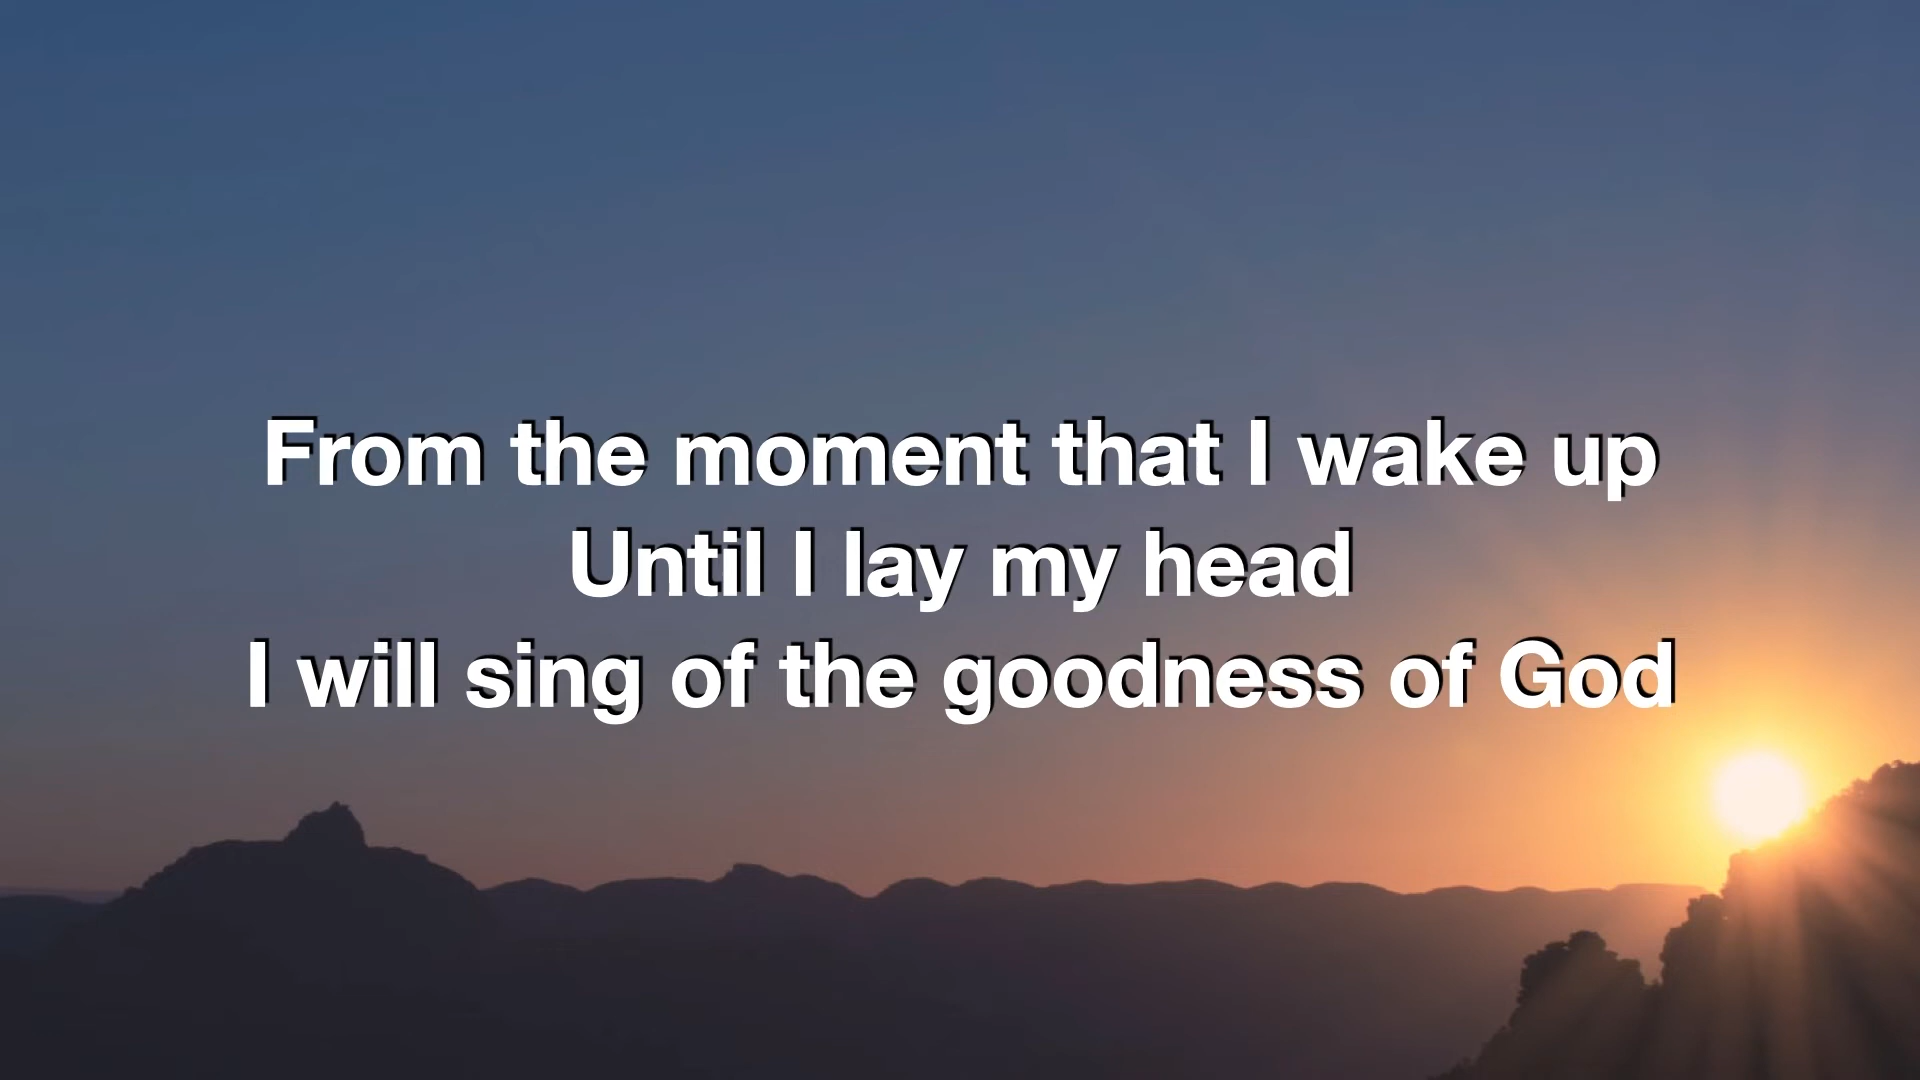 From the moment that I wake up
Until I lay my head
I will sing of the goodness of God